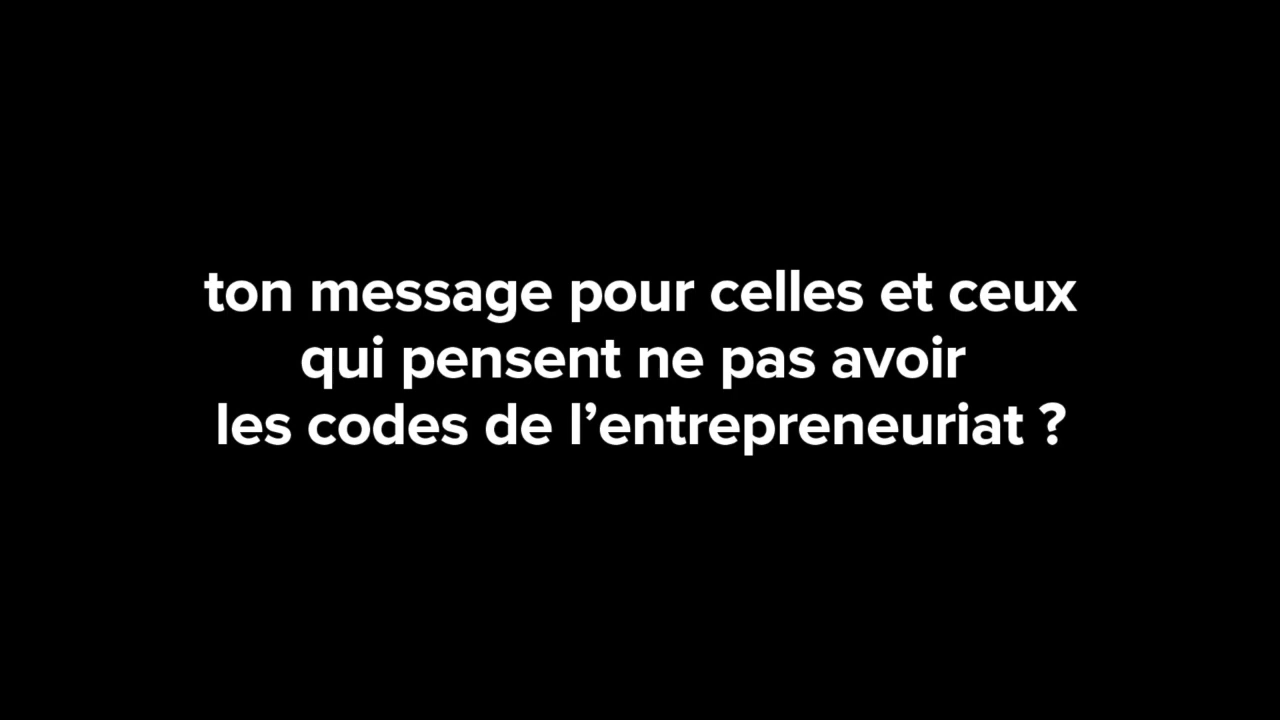 ton message pour celles et ceux
qui pensent ne pas avoir
les codes de l’entrepreneuriat ?